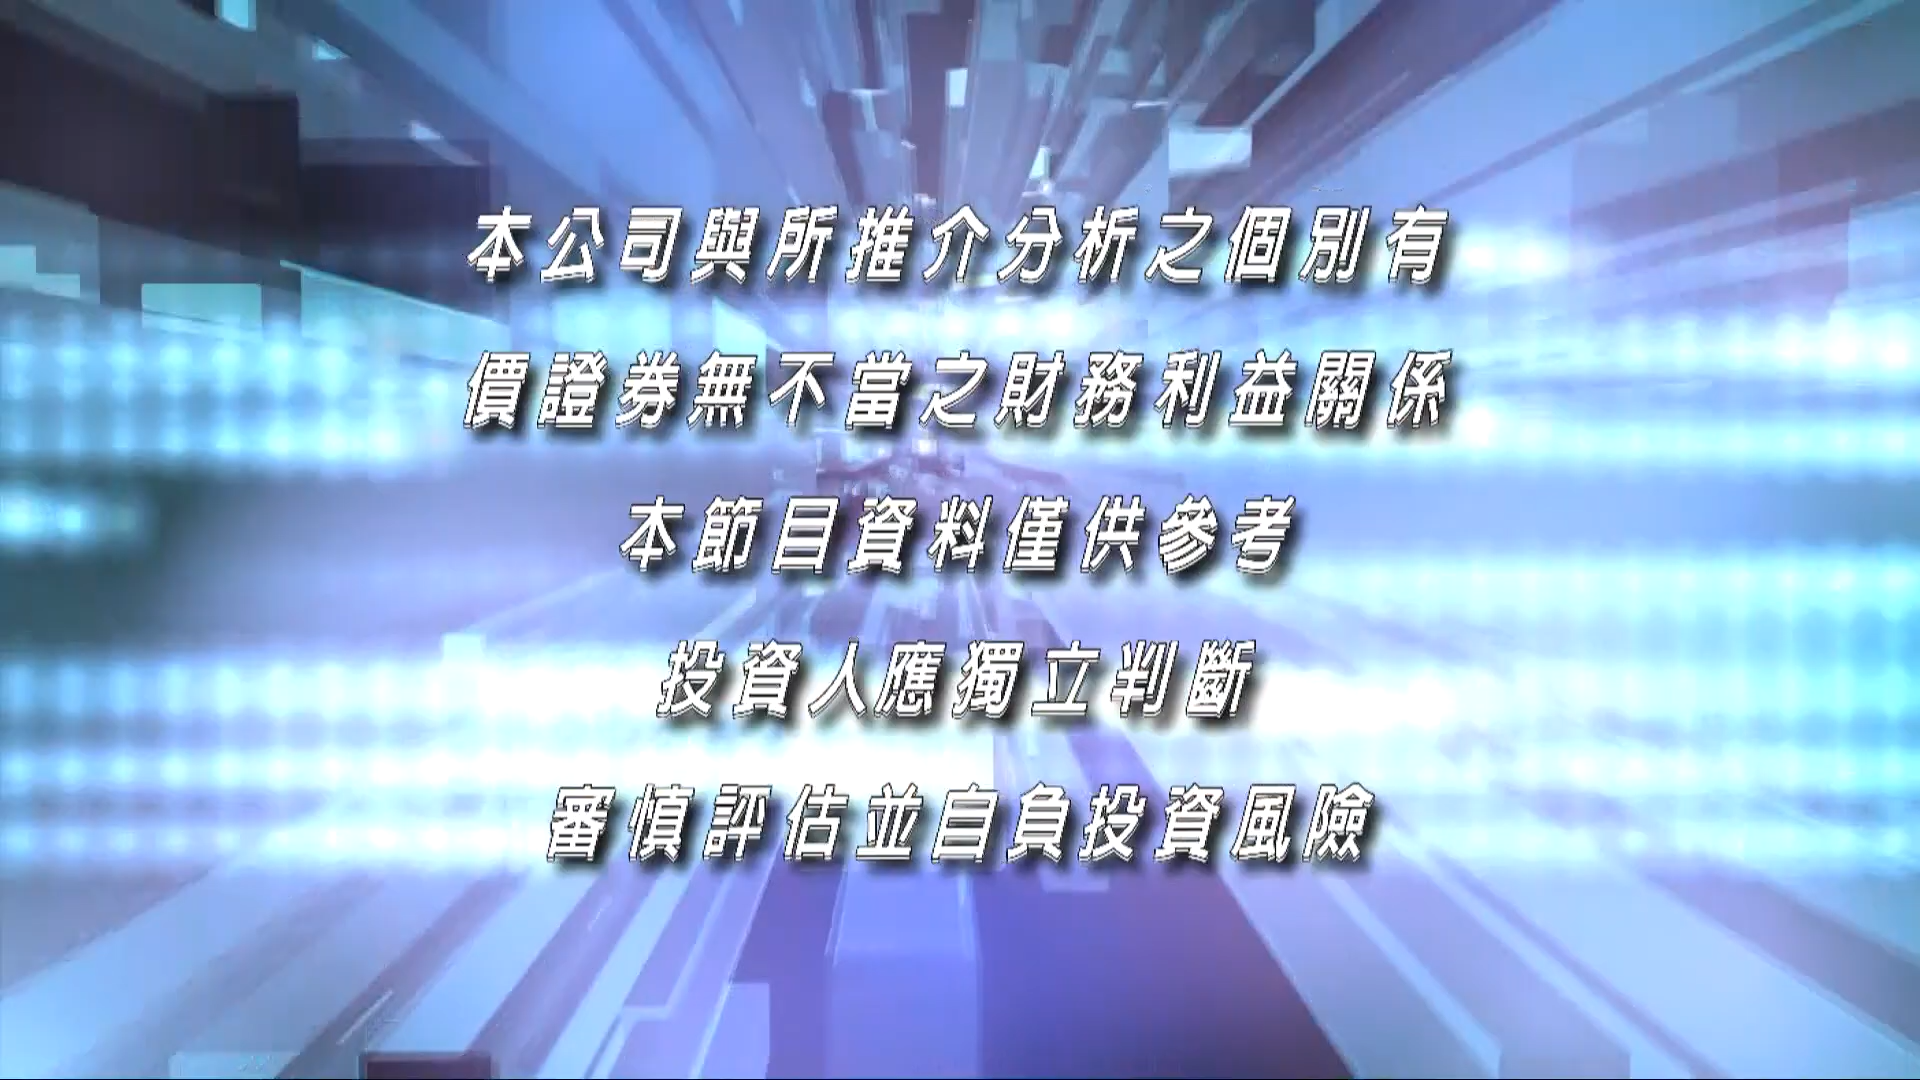 本公司與所推介分析之個別有
價證券無不當之財務利益關係
本節目資料僅供參考
投資人應獨立判斷
審慎評估並自負投資風險